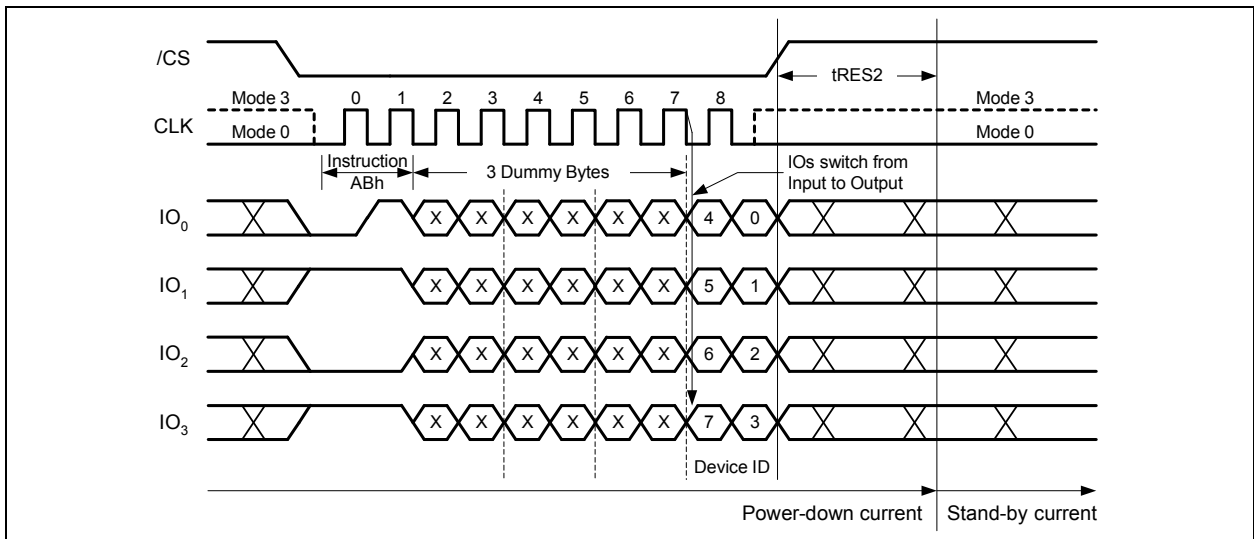 /CS
tRES2
Mode 3 0 1 2 3 4 5 6 7 8 Mode 3
CLK
Mode 0 Mode 0
Instruction
ABh
3 Dummy Bytes
IOs switch from
Input to Output
IO0 X X X X X X 4 0
IO1 X X X X X X 5 1
IO2 X X X X X X 6 2
IO3 X X X X X X 7 3
Device ID
Power-down current Stand-by current